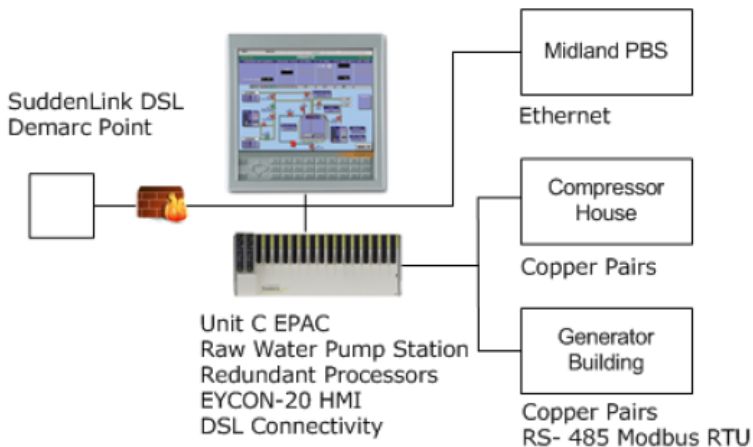 SuddenLink DSL
Demarc Point
Midland PBS
Ethernet
Compressor
House
Copper Pairs
Unit C EPAC
Raw Water Pump Station
Redundant Processors
EYCON-20 HMI
DSL Connectivity
Generator
Building
Copper Pairs
RS- 485 Modbus RTU